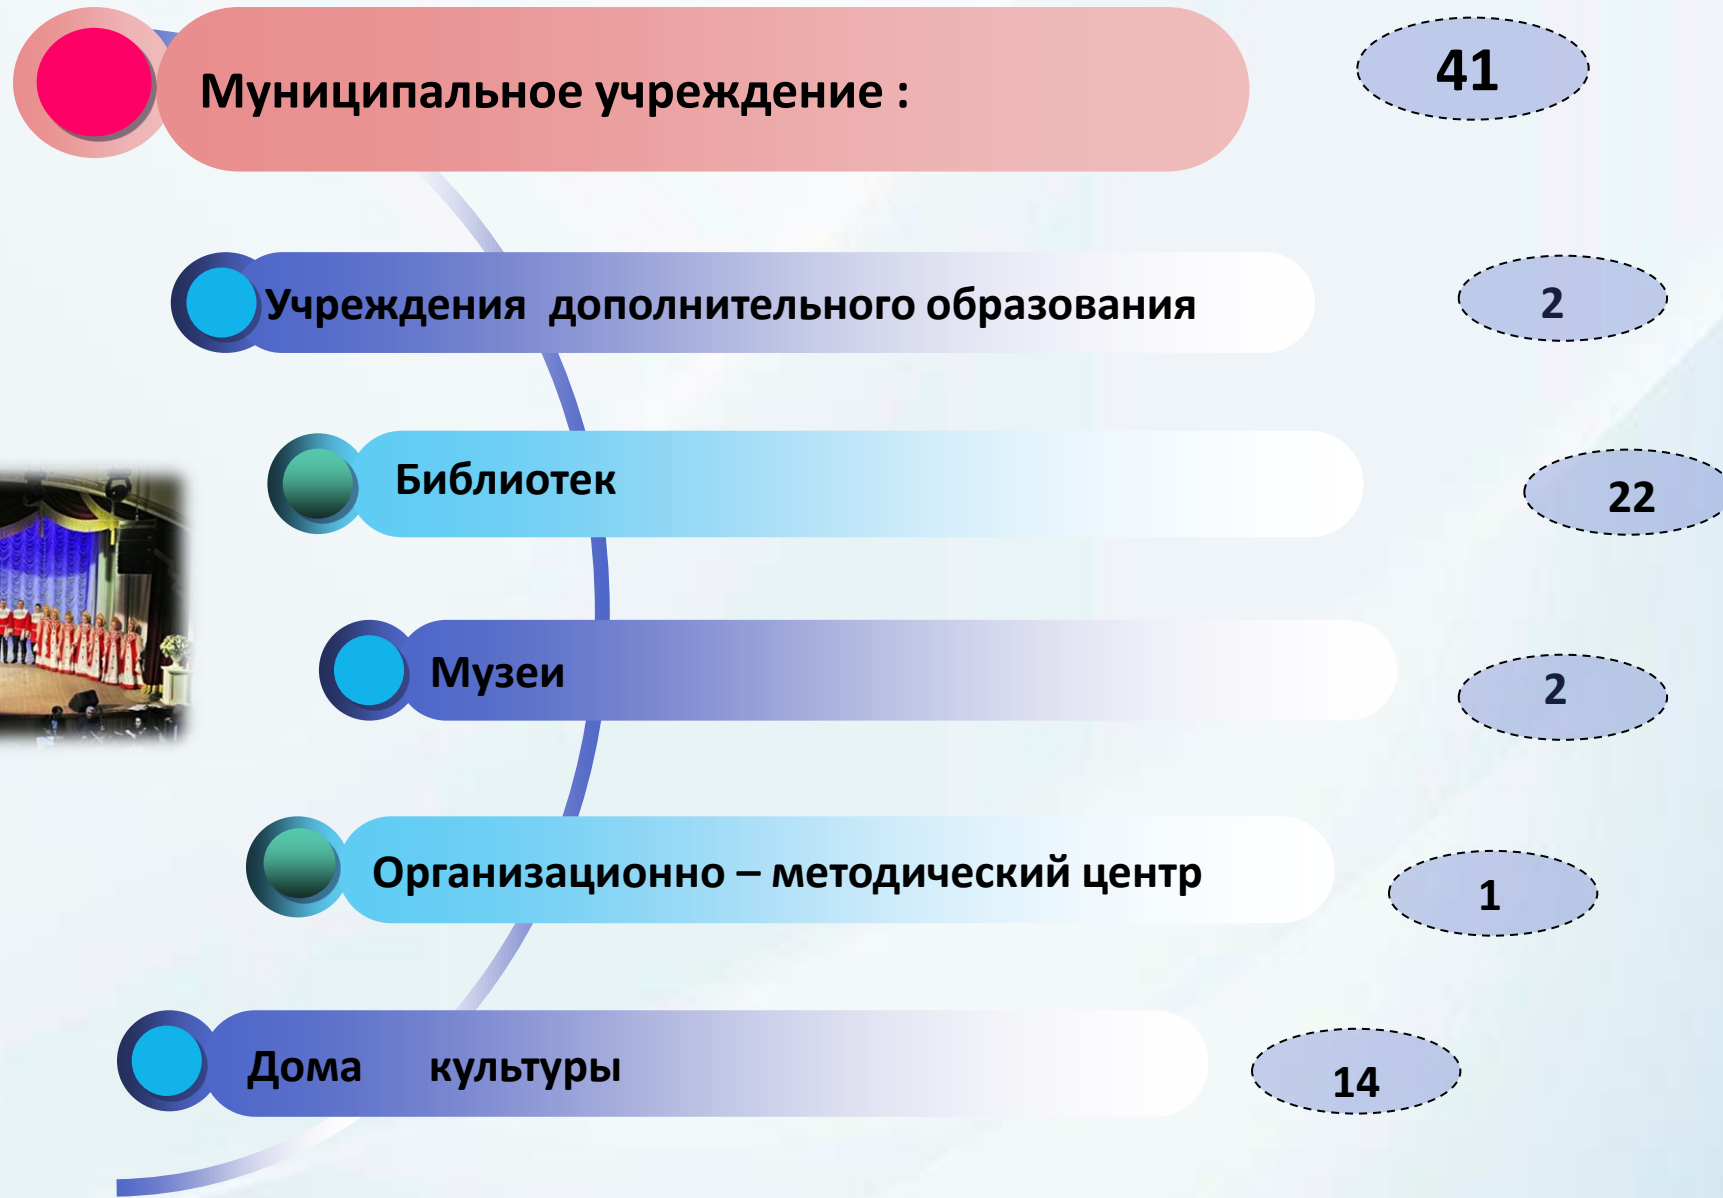 Муниципальное учреждение :
41
Учреждения дополнительного образования
2
Библиотек
22
Музеи
2
Организационно – методический центр
1
Дома культуры
14